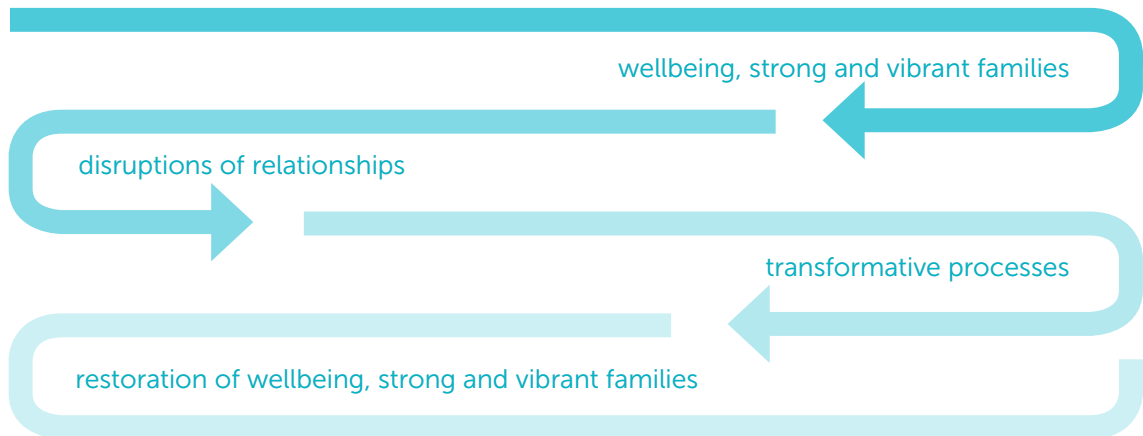 wellbeing, strong and vibrant families
disruptions of relationships
transformative processes
restoration of wellbeing, strong and vibrant families